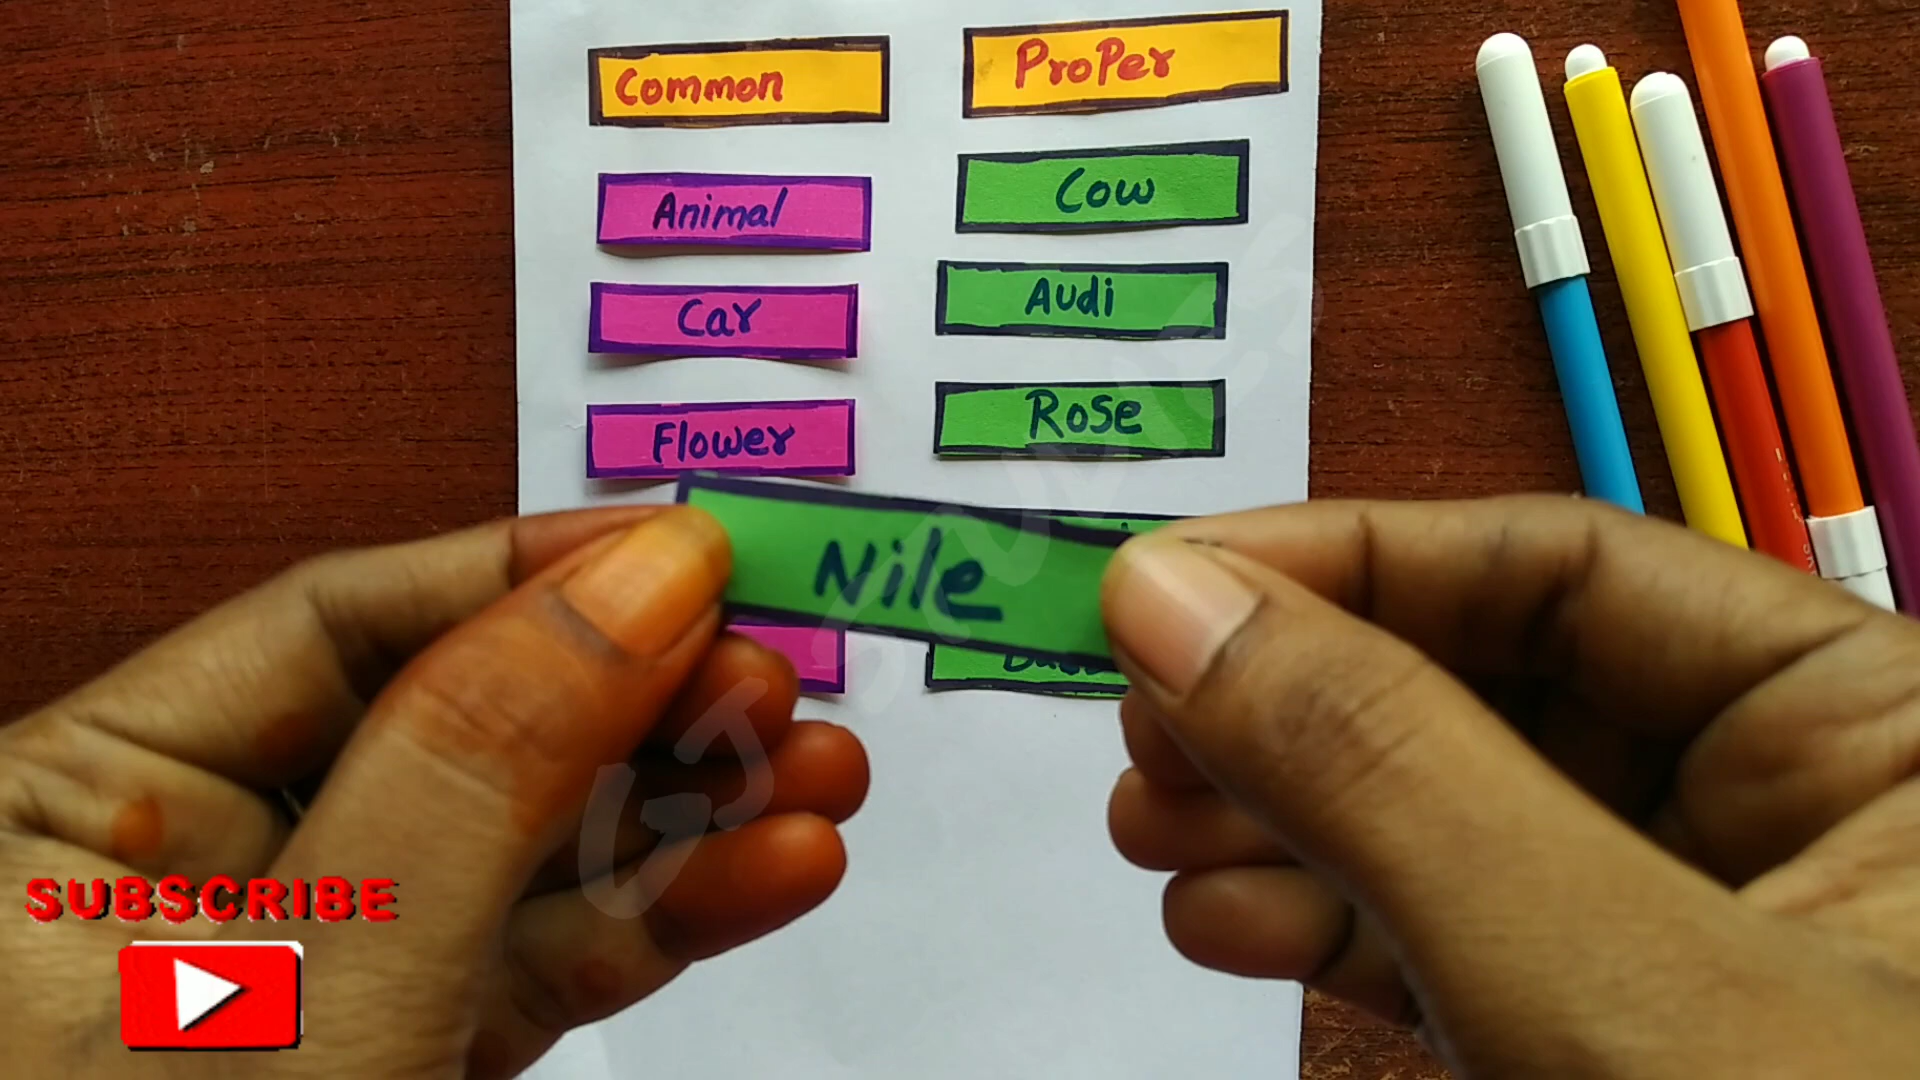 Common
Proper
Animal
Cow
Car
Audi
Flower
Rose
Nile
SUBSCRIBE